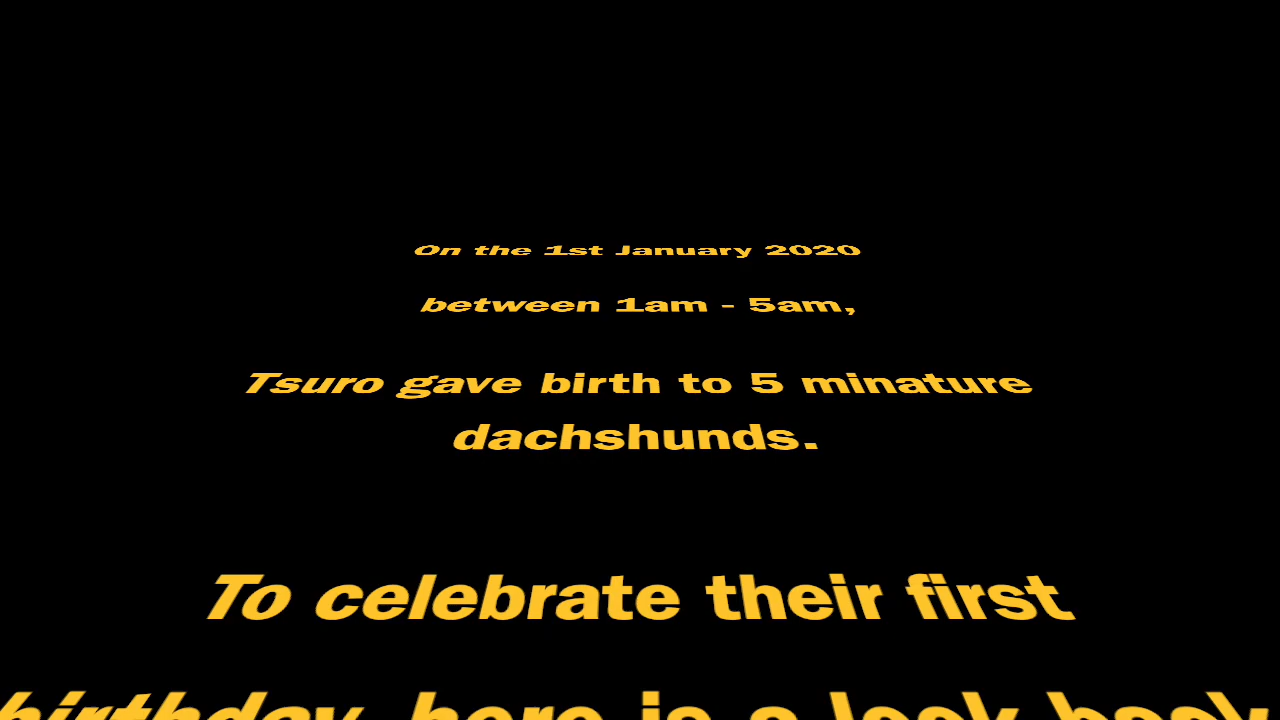 On the 1st January 2020
between 1am - 5am,
Tsuro gave birth to 5 minature
dachshunds.
To celebrate their first
birthday, here is a look back